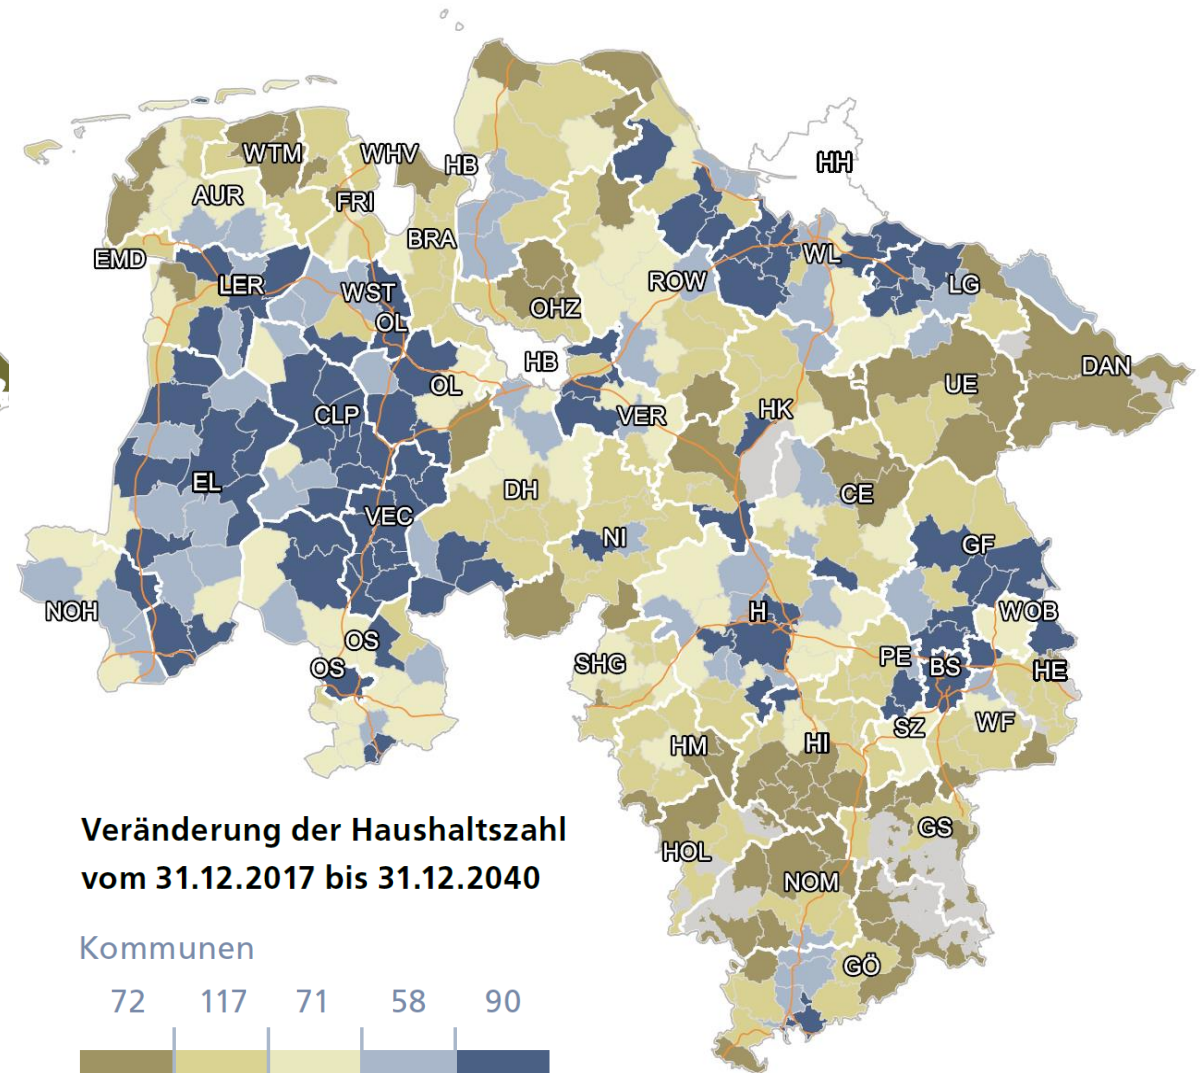 HH
WTM
WHV
HB
AUR
FRI
BRA
EMD
WL
LER
WST
ROW
LG
OHZ
OL
HB
DAN
OL
UE
CLP
VER
HK
EL
DH
CE
VEC
NI
GF
NOH
H
WOB
OS
SHG
PE
BS
HE
OS
SZ
WF
HM
HI
GS
HOL
NOM
GÖ
Veränderung der Haushaltszahl
vom 31.12.2017 bis 31.12.2040
Kommunen
72 117 71 58 90